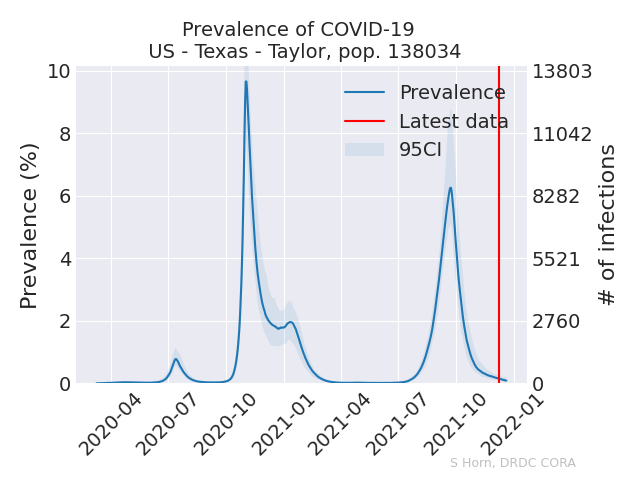 Prevalence of COVID-19
US - Texas - Taylor, pop. 138034
Prevalence (%)
10
8
6
4
2
0
Prevalence
Latest data
95CI
13803
11042
8282
5521
2760
0
# of infections
2020-04
2020-07
2020-10
2021-01
2021-04
2021-07
2021-10
2022-01
S Horn, DRDC CORA